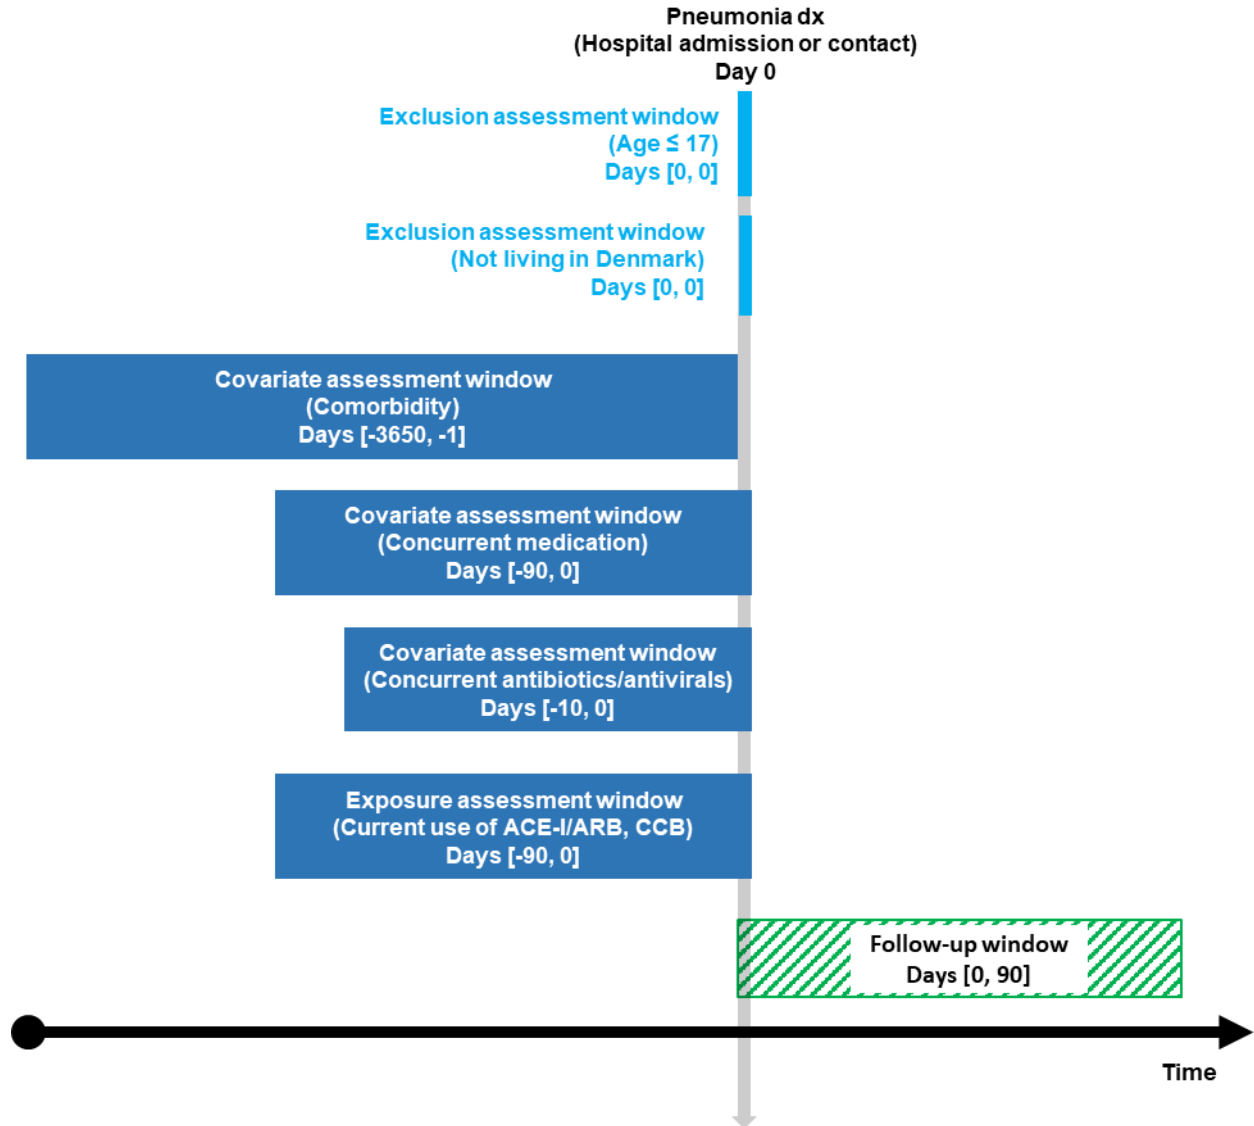 Pneumonia dx
(Hospital admission or contact)
Day 0
Exclusion assessment window
(Age ≤ 17)
Days [0, 0]
Exclusion assessment window
(Not living in Denmark)
Days [0, 0]
Covariate assessment window
(Comorbidity)
Days [-3650, -1]
Covariate assessment window
(Concurrent medication)
Days [-90, 0]
Covariate assessment window
(Concurrent antibiotics/antivirals)
Days [-10, 0]
Exposure assessment window
(Current use of ACE-I/ARB, CCB)
Days [-90, 0]
Follow-up window
Days [0, 90]
Time